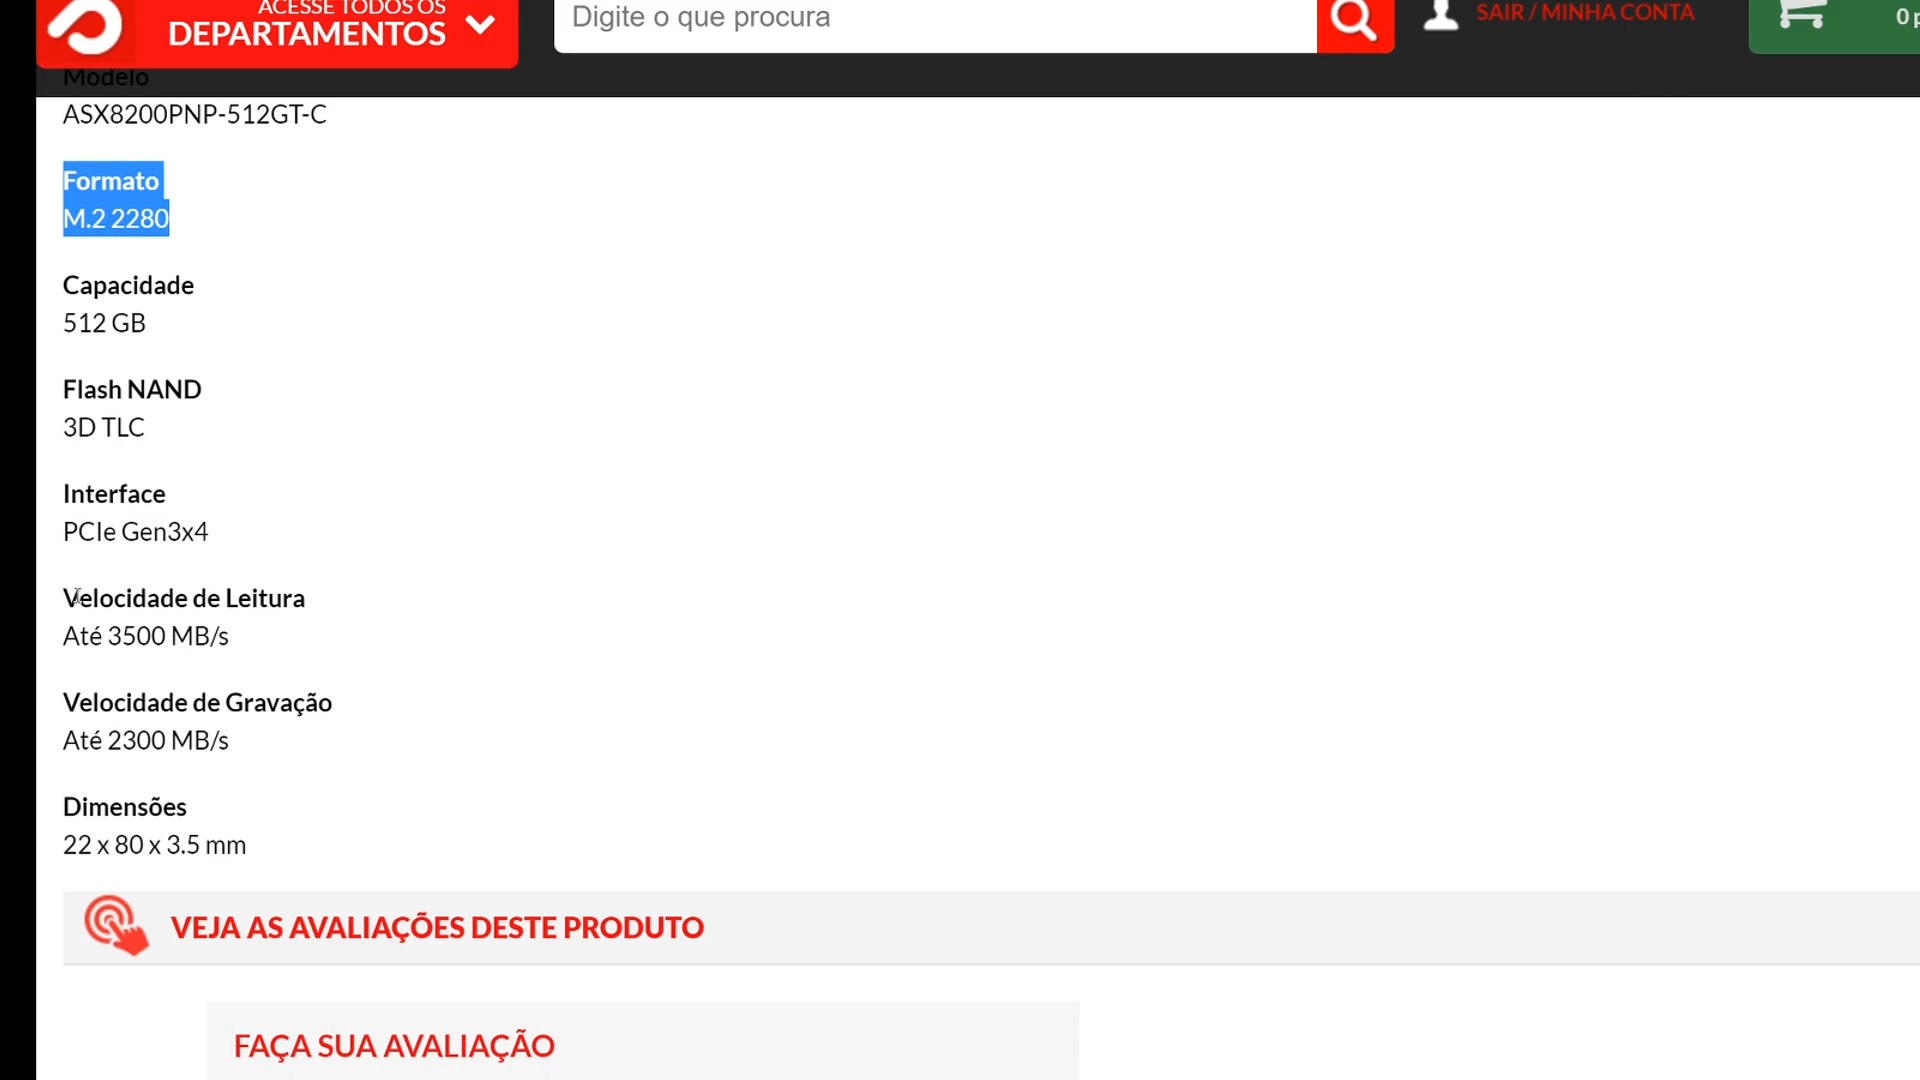 ACESSE TODOS OS
DEPARTAMENTOS
Digite o que procura
SAIR / MINHA CONTA
0
Modelo
ASX8200PNP-512GT-C
Formato
M.2 2280
Capacidade
512 GB
Flash NAND
3D TLC
Interface
PCIe Gen3x4
Velocidade de Leitura
Até 3500 MB/s
Velocidade de Gravação
Até 2300 MB/s
Dimensões
22 x 80 x 3.5 mm
VEJA AS AVALIAÇÕES DESTE PRODUTO
FAÇA SUA AVALIAÇÃO